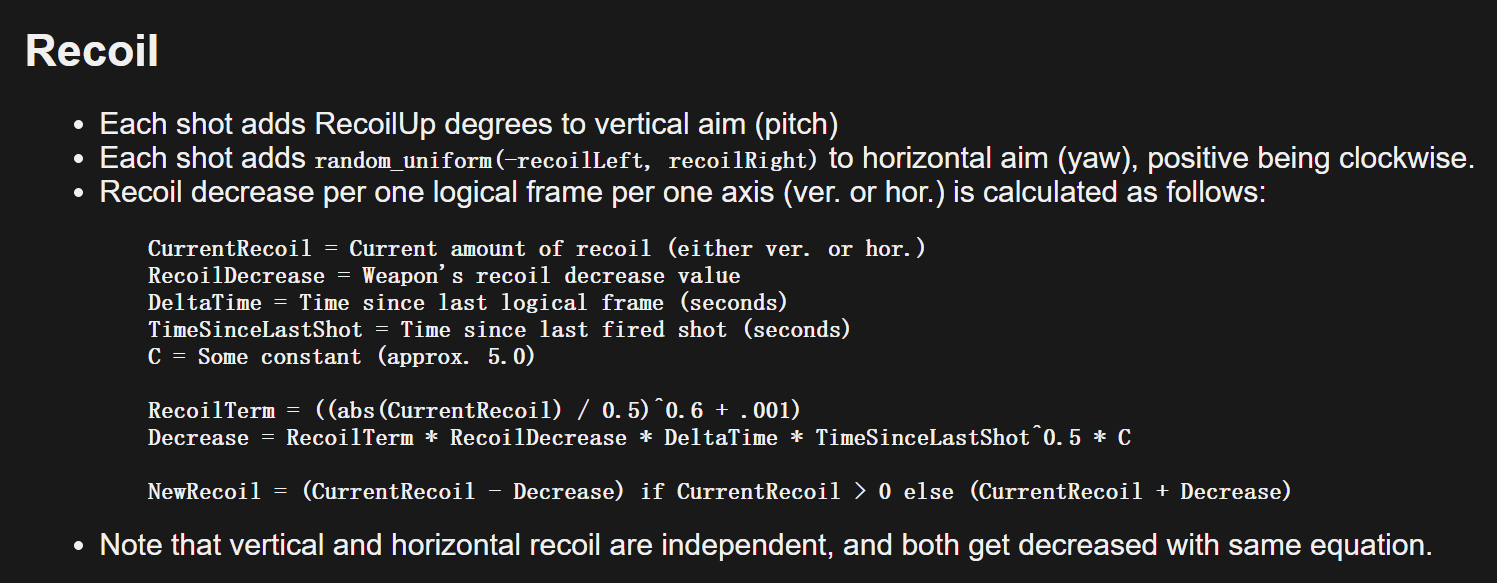 Recoil
• Each shot adds RecoilUp degrees to vertical aim (pitch)
• Each shot adds random_uniform(-recoilLeft, recoilRight) to horizontal aim (yaw), positive being clockwise.
• Recoil decrease per one logical frame per one axis (ver. or hor.) is calculated as follows:
CurrentRecoil = Current amount of recoil (either ver. or hor.)
RecoilDecrease = Weapon's recoil decrease value
DeltaTime = Time since last logical frame (seconds)
TimeSinceLastShot = Time since last fired shot (seconds)
C = Some constant (approx. 5.0)
RecoilTerm = ((abs(CurrentRecoil) / 0.5)^0.6 + .001)
Decrease = RecoilTerm * RecoilDecrease * DeltaTime * TimeSinceLastShot^0.5 * C
NewRecoil = (CurrentRecoil - Decrease) if CurrentRecoil > 0 else (CurrentRecoil + Decrease)
• Note that vertical and horizontal recoil are independent, and both get decreased with same equation.